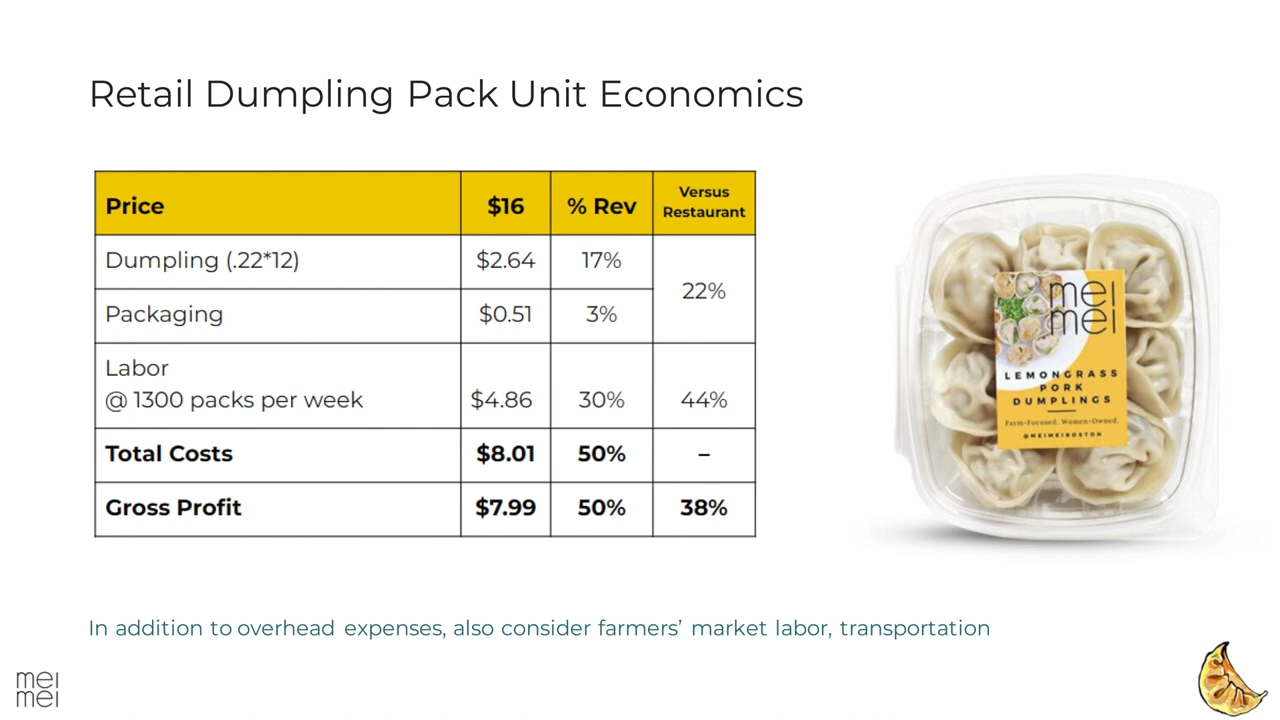 Retail Dumpling Pack Unit Economics
Price $16 % Rev Versus Restaurant
Dumpling (.22*12) $2.64 17% 22%
Packaging $0.51 3%
Labor
@ 1300 packs per week $4.86 30% 44%
Total Costs $8.01 50% –
Gross Profit $7.99 50% 38%
mei
mei
LEMONGRASS
PORK
DUMPLINGS
Farm-Focused. Women-Owned.
@MEIMEIBOSTON
In addition to overhead expenses, also consider farmers’ market labor, transportation
mei
mei